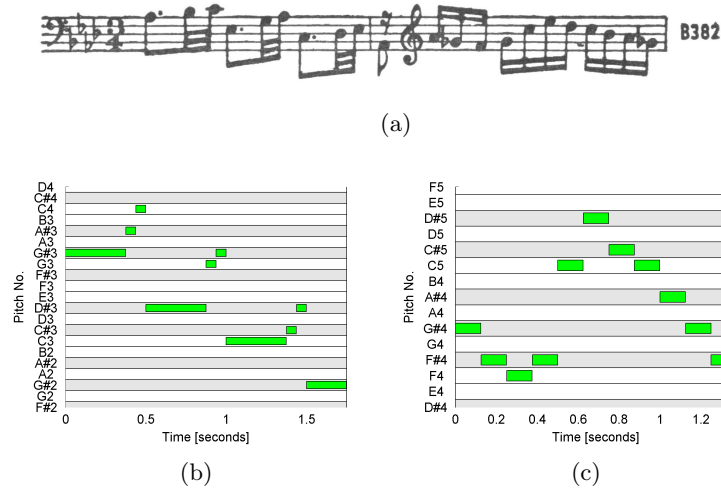 3
4
B382
(a)
D4
C#4
C4
B3
A#3
A3
G#3
G3
F#3
F3
E3
D#3
D3
C#3
C3
B2
A#2
A2
G#2
G2
F#2
Pitch No.
0 0.5 1 1.5
Time [seconds]
(b)
F5
E5
D#5
D5
C#5
C5
B4
A#4
A4
G#4
G4
F#4
F4
E4
D#4
Pitch No.
0 0.2 0.4 0.6 0.8 1 1.2
Time [seconds]
(c)